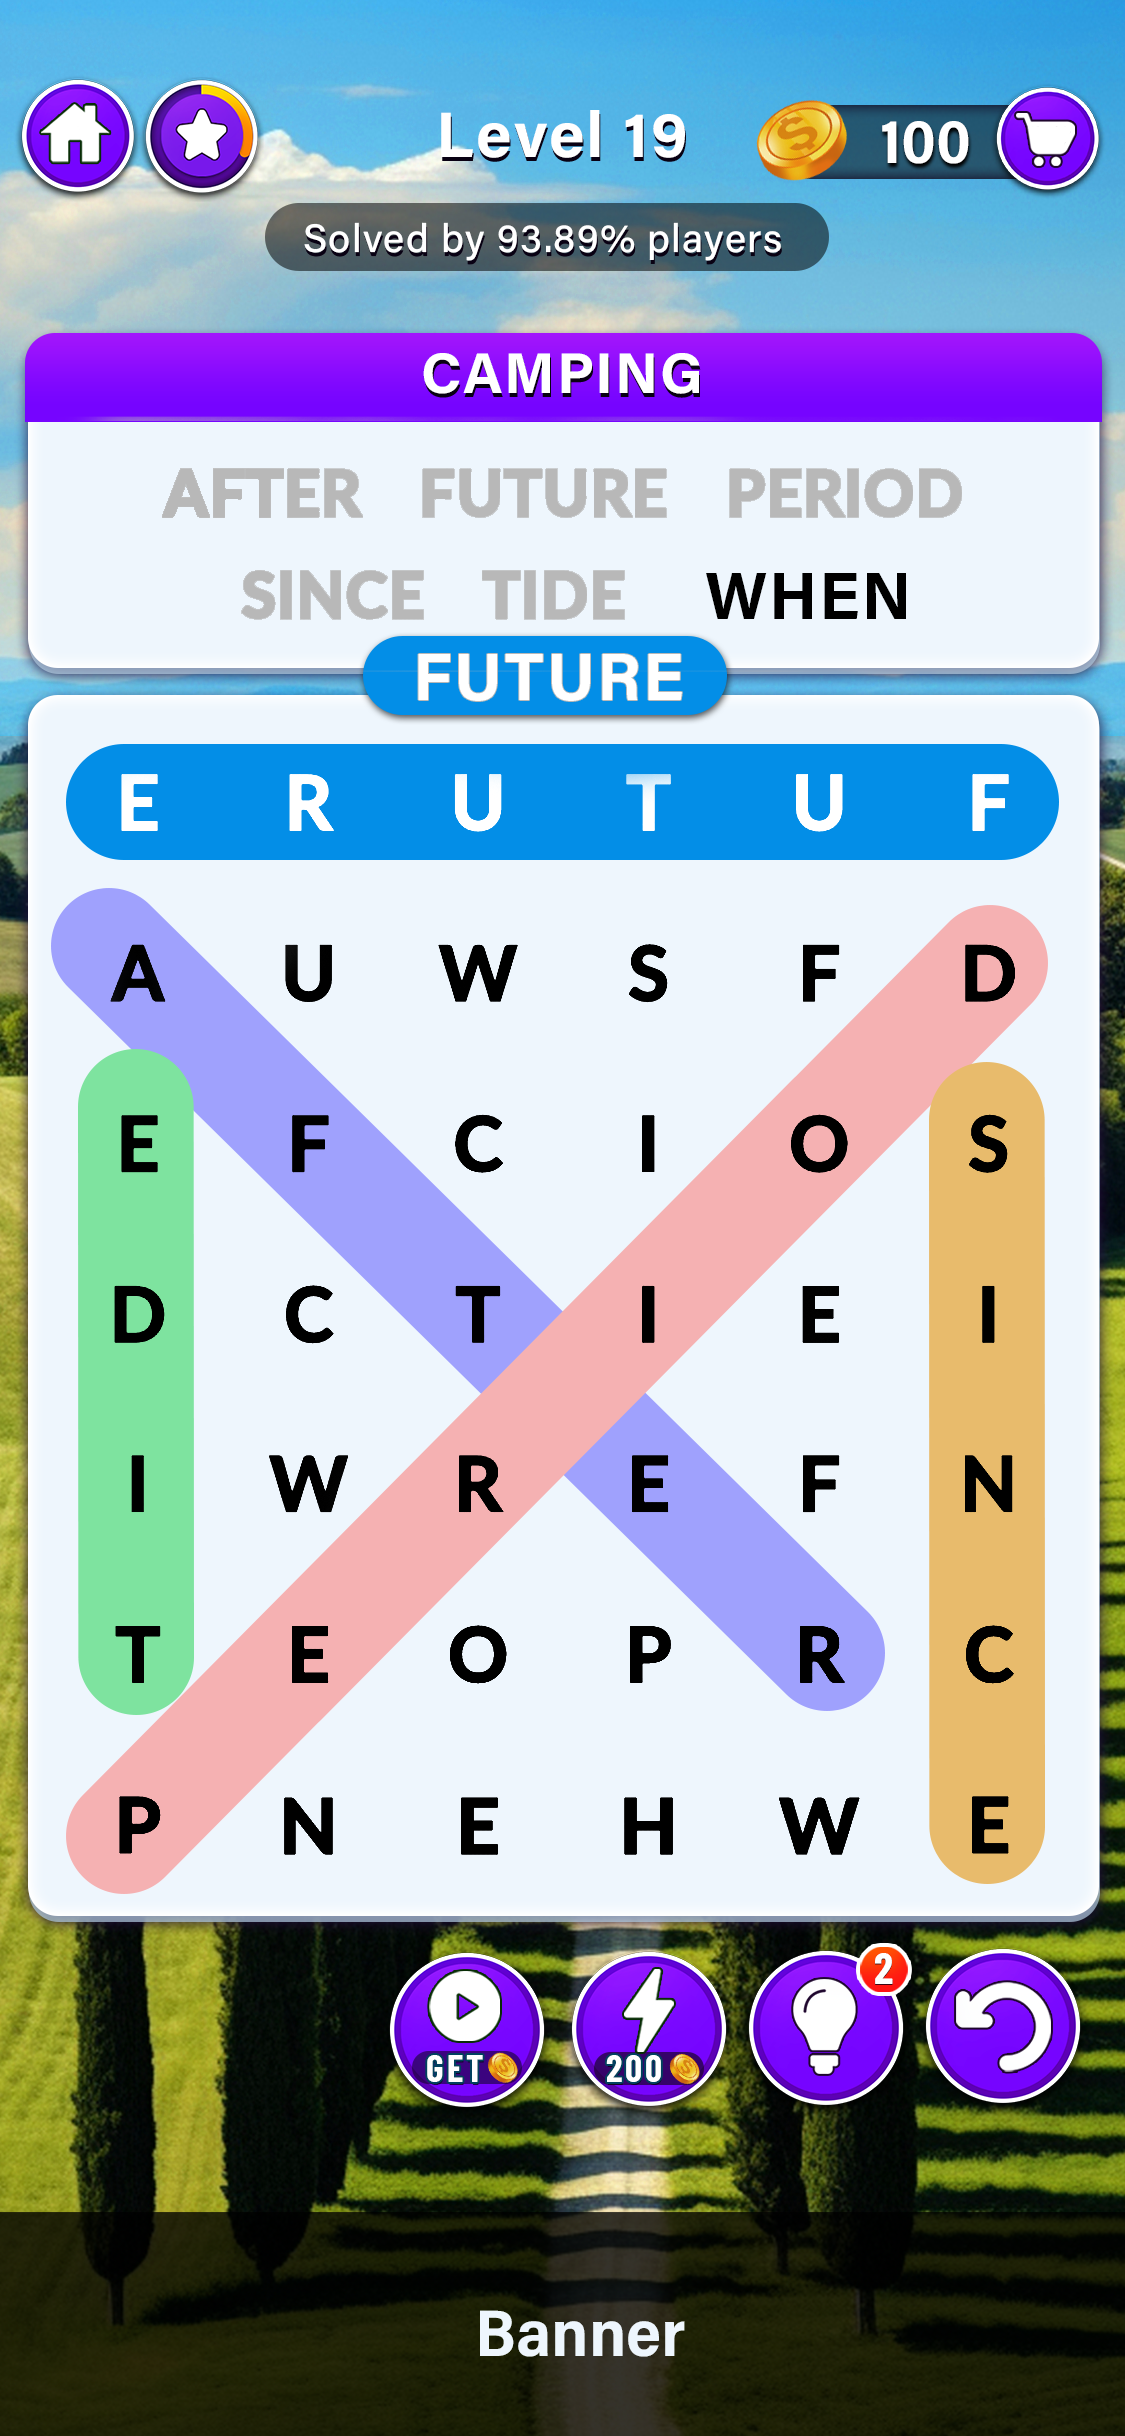 Level 19
100
Solved by 93.89% players
CAMPING
AFTER FUTURE PERIOD
SINCE TIDE WHEN
FUTURE
E R U T U F
A U W S F D
E F C I O S
D C T I E I
I W R E F N
T E O P R C
P N E H W E
2
GET 200
Banner